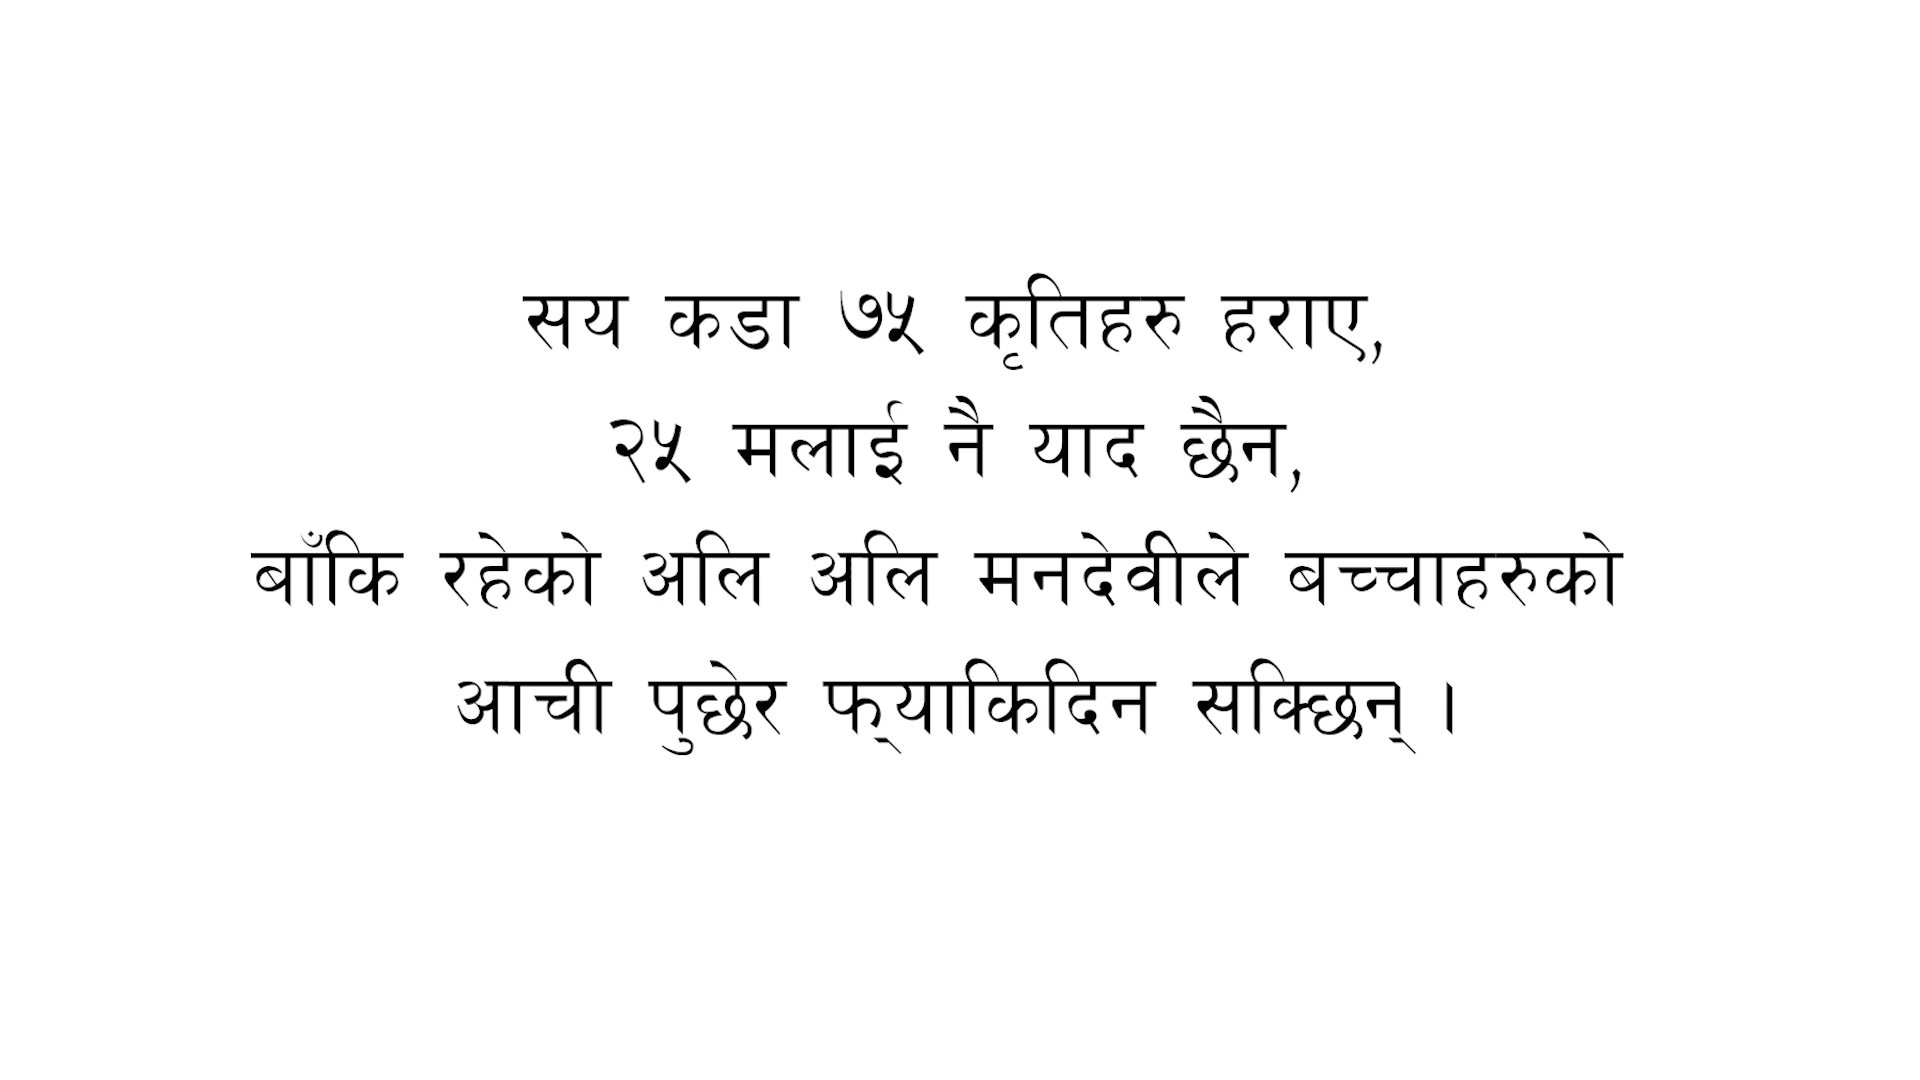 सय कडा ७५ कृतिहरु हराए,
२५ मलाई नै याद छैन,
बाँकि रहेको अलि अलि मनदेवीले बच्चाहरुको
आची पुछेर फ्‌याकिदिन सक्छिन् ।